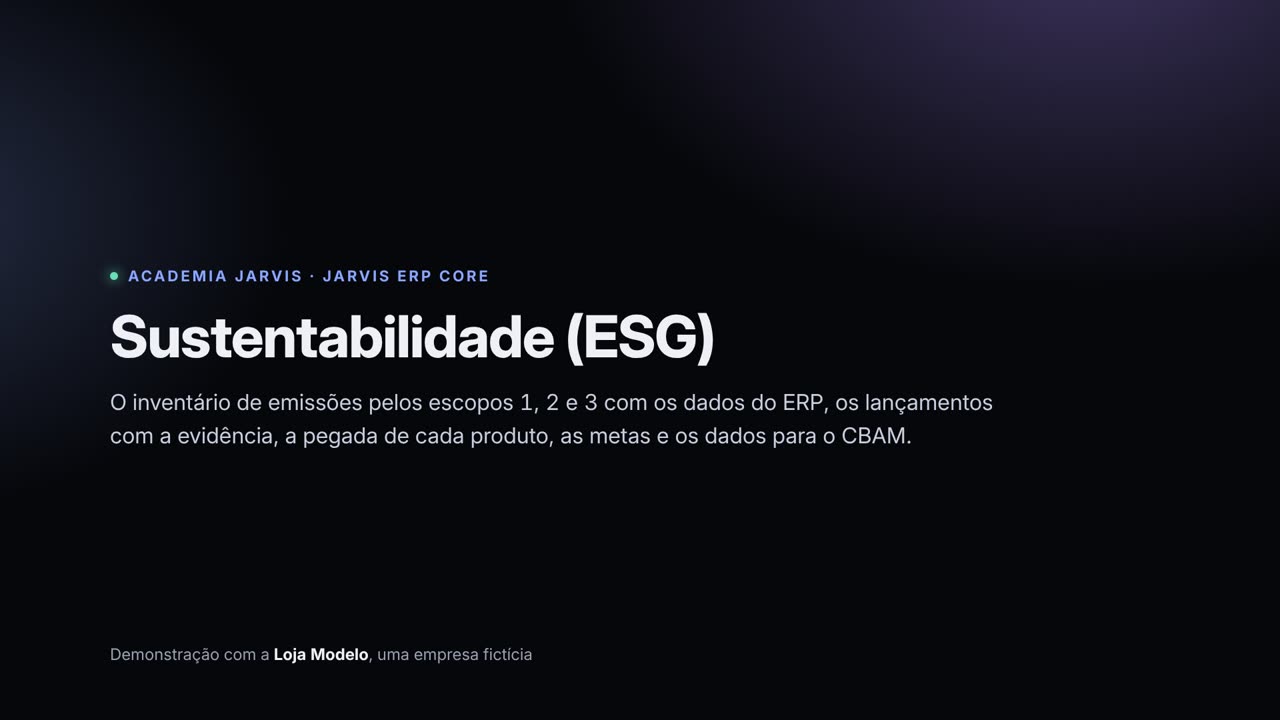 ACADEMIA JARVIS · JARVIS ERP CORE
Sustentabilidade (ESG)
O inventário de emissões pelos escopos 1, 2 e 3 com os dados do ERP, os lançamentos
com a evidência, a pegada de cada produto, as metas e os dados para o CBAM.
Demonstração com a Loja Modelo, uma empresa fictícia